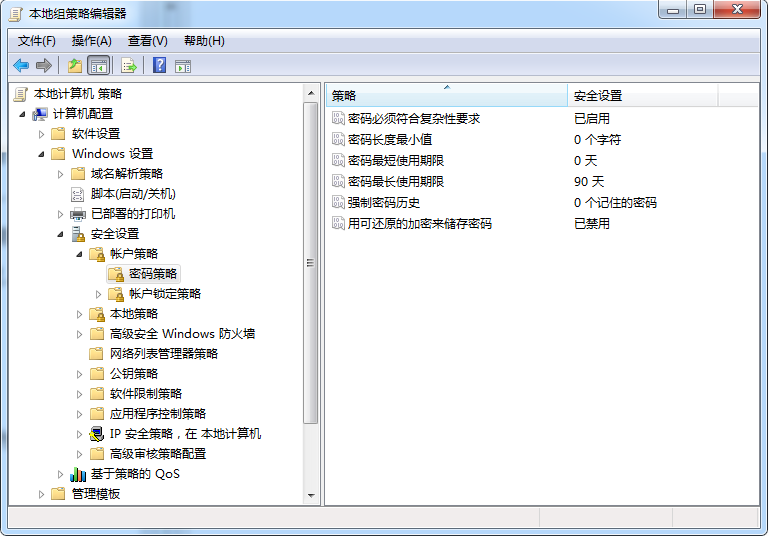 本地组策略编辑器
文件(F) 操作(A) 查看(V) 帮助(H)
本地计算机 策略
计算机配置
软件设置
Windows 设置
域名解析策略
脚本(启动/关机)
已部署的打印机
安全设置
帐户策略
密码策略
帐户锁定策略
本地策略
高级安全 Windows 防火墙
网络列表管理器策略
公钥策略
软件限制策略
应用程序控制策略
IP 安全策略，在 本地计算机
高级审核策略配置
基于策略的 QoS
管理模板
策略 安全设置
密码必须符合复杂性要求 已启用
密码长度最小值 0 个字符
密码最短使用期限 0 天
密码最长使用期限 90 天
强制密码历史 0 个记住的密码
用可还原的加密来储存密码 已禁用